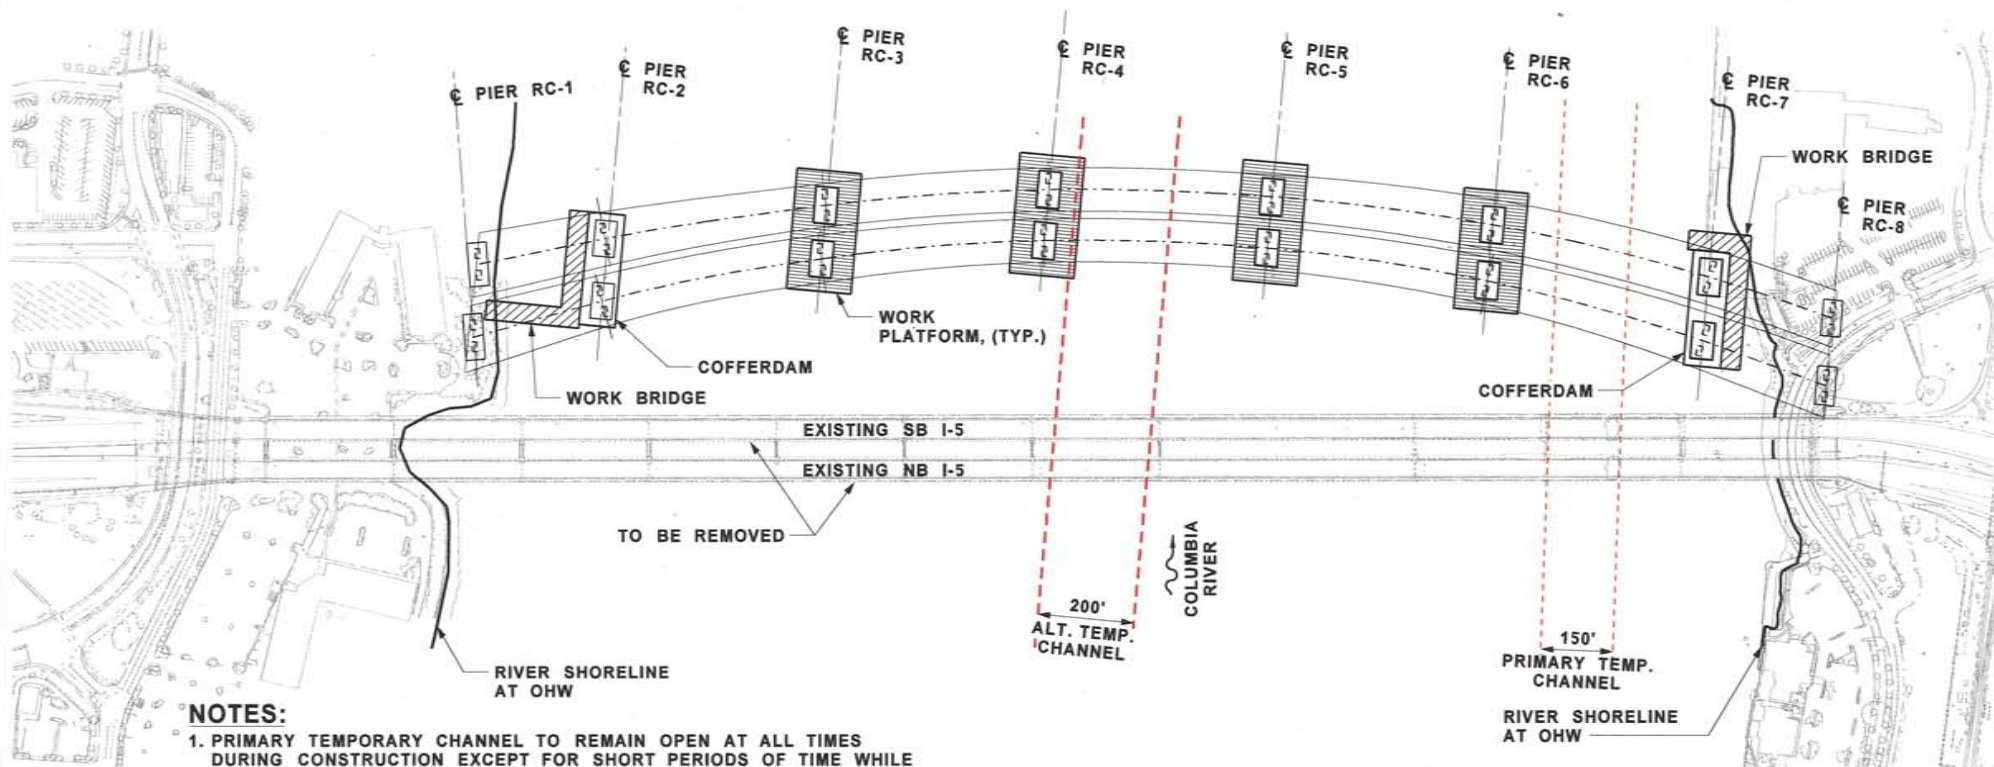 ℄ PIER RC-1
℄ PIER
RC-2
℄ PIER
RC-3
℄ PIER
RC-4
℄ PIER
RC-5
℄ PIER
RC-6
℄ PIER
RC-7
WORK BRIDGE
℄ PIER
RC-8
WORK
PLATFORM, (TYP.)
COFFERDAM
WORK BRIDGE
COFFERDAM
EXISTING SB I-5
EXISTING NB I-5
TO BE REMOVED
COLUMBIA
RIVER
200'
ALT. TEMP.
CHANNEL
150'
PRIMARY TEMP.
CHANNEL
RIVER SHORELINE
AT OHW
RIVER SHORELINE
AT OHW
NOTES:
1. PRIMARY TEMPORARY CHANNEL TO REMAIN OPEN AT ALL TIMES
DURING CONSTRUCTION EXCEPT FOR SHORT PERIODS OF TIME WHILE